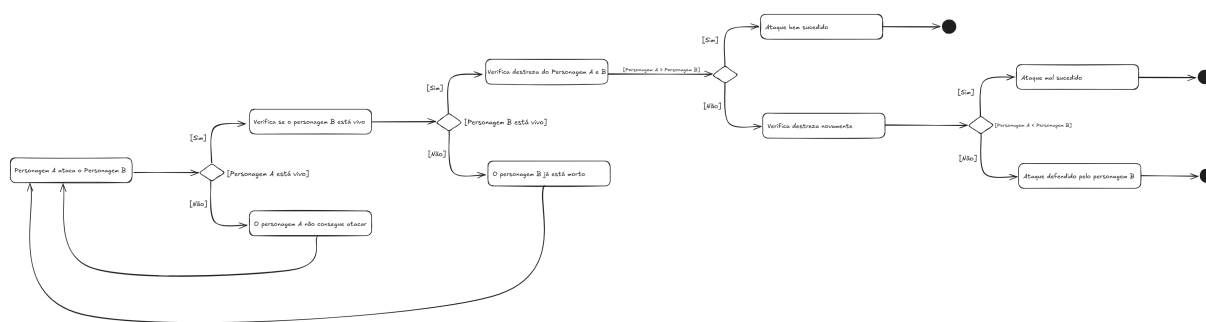 Personagem A ataca o Personagem B
[Personagem A está vivo]
[Sim]
[Não]
Verifica se o personagem B está vivo
O personagem A não consegue atacar
[Personagem B está vivo]
[Sim]
[Não]
Verifica destreza do Personagem A e B
O personagem B já está morto
[Personagem A > Personagem B]
[Sim]
[Não]
Ataque bem sucedido
Verifica destreza novamente
[Personagem A < Personagem B]
[Sim]
[Não]
Ataque mal sucedido
Ataque defendido pelo personagem B